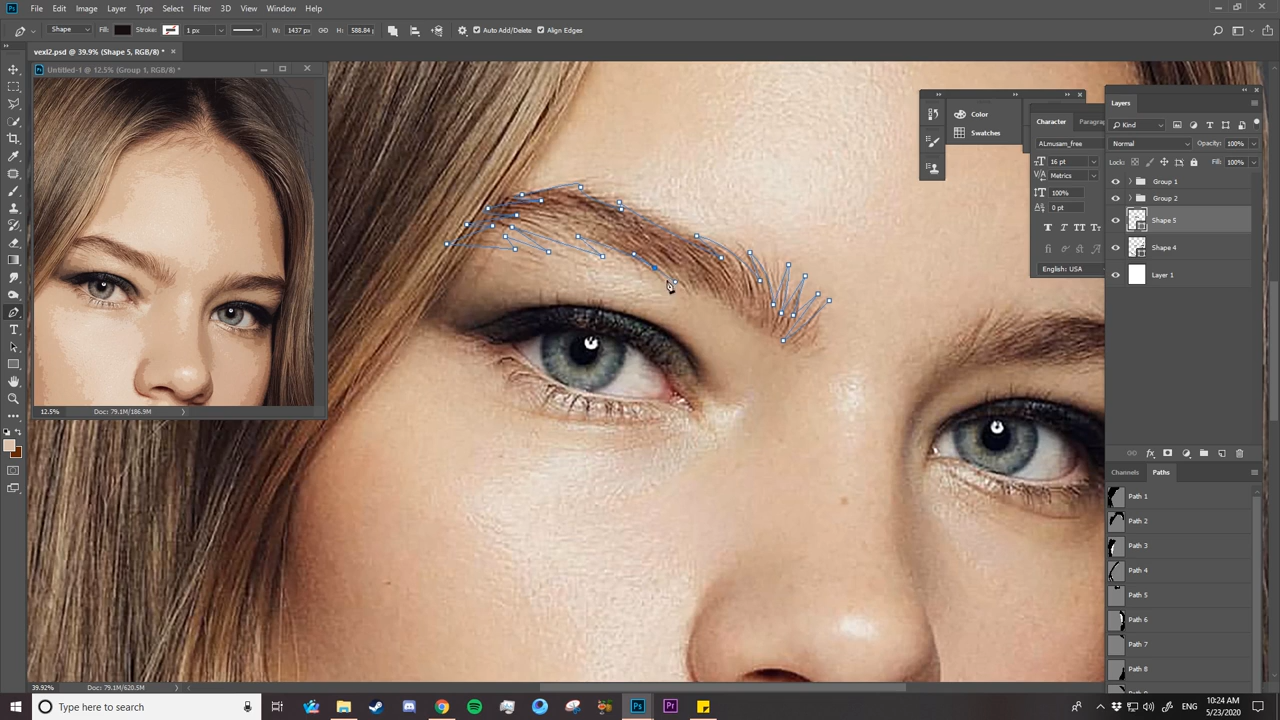 File Edit Image Layer Type Select Filter 3D View Window Help
Shape Fill: Stroke: 1 px W: 1437 px H: 588.84 Auto Add/Delete Align Edges
vexl2.psd @ 39.9% (Shape 5, RGB/8) *
Untitled-1 @ 12.5% (Group 1, RGB/8) *
12.5% Doc: 79.1M/186.9M
Color
Swatches
Character Paragra
ALmusam_free
16 pt
Metrics
100%
0 pt
English: USA
Layers
Kind
Normal Opacity: 100%
Lock: Fill: 100%
Group 1
Group 2
Shape 5
Shape 4
Layer 1
Channels Paths
Path 1
Path 2
Path 3
Path 4
Path 5
Path 6
Path 7
Path 8
39.92% Doc: 79.1M/620.5M
Type here to search
10:24 AM
5/23/2020